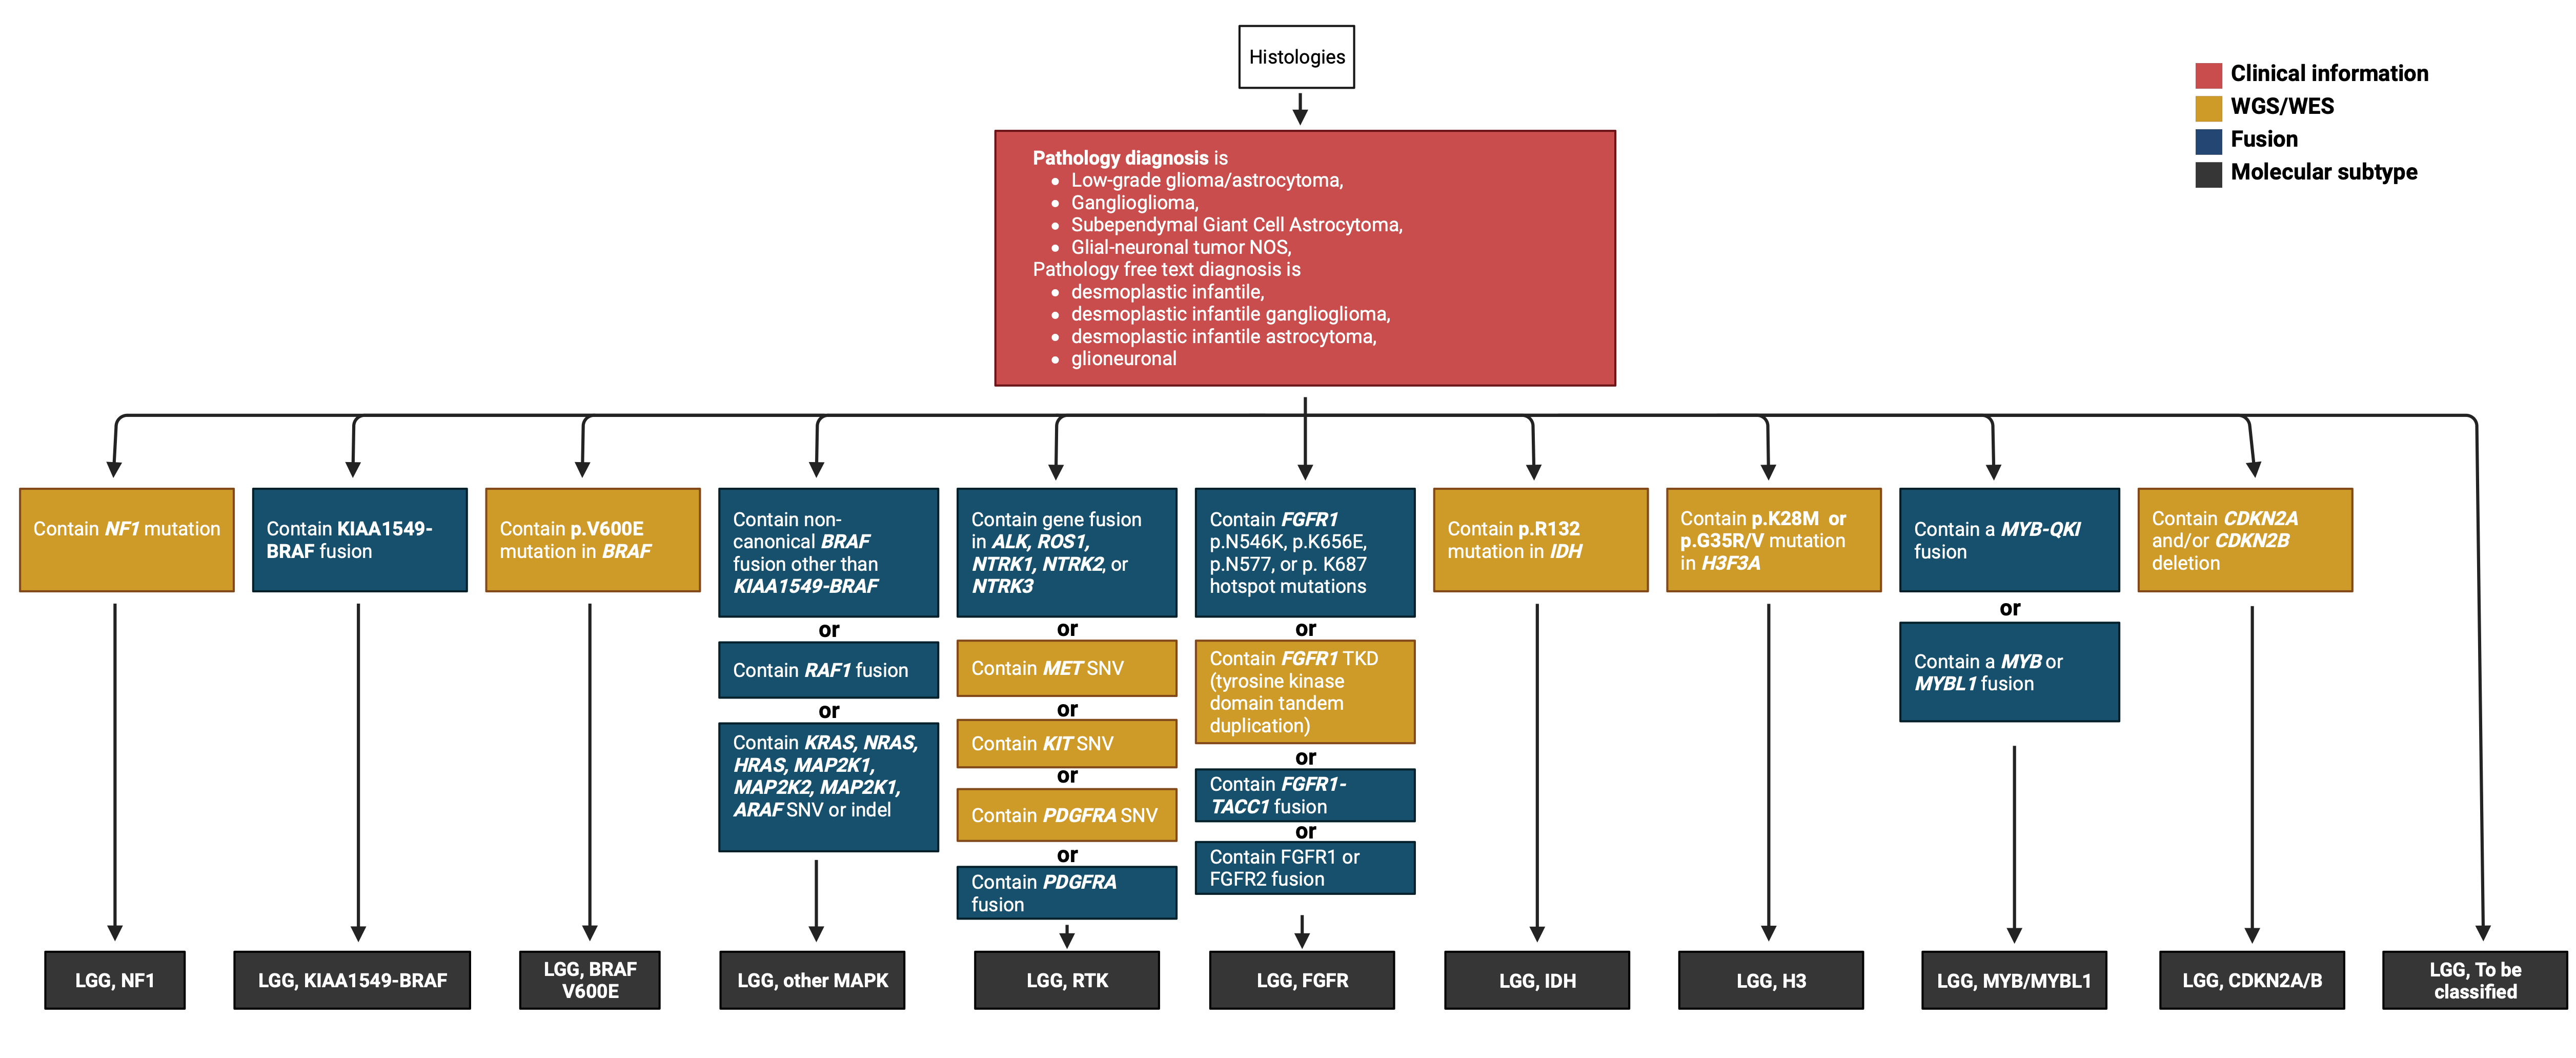 Histologies
Clinical information
WGS/WES
Fusion
Molecular subtype
Pathology diagnosis is
• Low-grade glioma/astrocytoma,
• Ganglioglioma,
• Subependymal Giant Cell Astrocytoma,
• Glial-neuronal tumor NOS,
Pathology free text diagnosis is
• desmoplastic infantile,
• desmoplastic infantile ganglioglioma,
• desmoplastic infantile astrocytoma,
• glioneuronal
Contain NF1 mutation
Contain KIAA1549-
BRAF fusion
Contain p.V600E
mutation in BRAF
Contain non-
canonical BRAF
fusion other than
KIAA1549-BRAF
or
Contain RAF1 fusion
or
Contain KRAS, NRAS,
HRAS, MAP2K1,
MAP2K2, MAP2K1,
ARAF SNV or indel
Contain gene fusion
in ALK, ROS1,
NTRK1, NTRK2, or
NTRK3
or
Contain MET SNV
or
Contain KIT SNV
or
Contain PDGFRA SNV
or
Contain PDGFRA
fusion
Contain FGFR1
p.N546K, p.K656E,
p.N577, or p. K687
hotspot mutations
or
Contain FGFR1 TKD
(tyrosine kinase
domain tandem
duplication)
or
Contain FGFR1-
TACC1 fusion
or
Contain FGFR1 or
FGFR2 fusion
Contain p.R132
mutation in IDH
Contain p.K28M or
p.G35R/V mutation
in H3F3A
Contain a MYB-QKI
fusion
or
Contain a MYB or
MYBL1 fusion
Contain CDKN2A
and/or CDKN2B
deletion
LGG, NF1
LGG, KIAA1549-BRAF
LGG, BRAF
V600E
LGG, other MAPK
LGG, RTK
LGG, FGFR
LGG, IDH
LGG, H3
LGG, MYB/MYBL1
LGG, CDKN2A/B
LGG, To be
classified